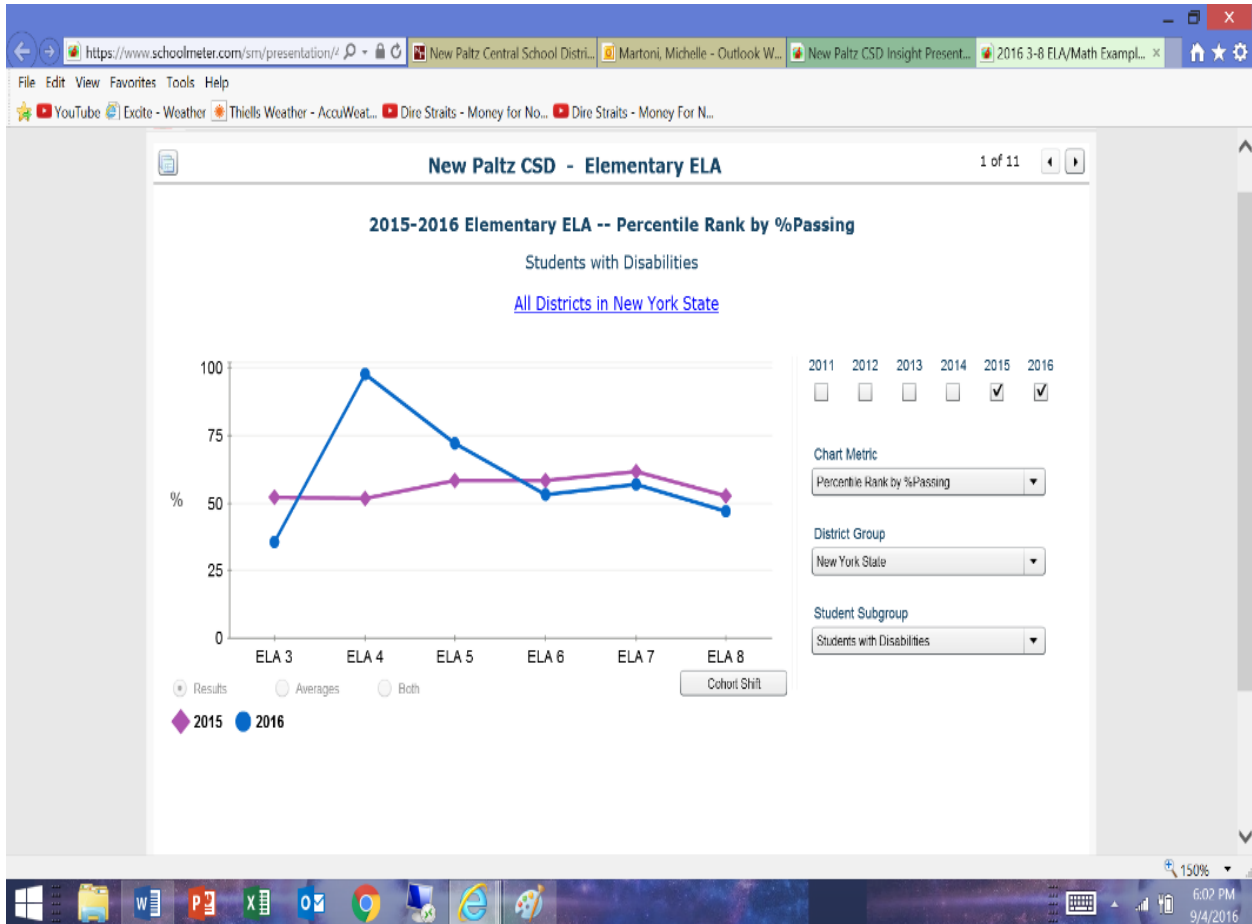 https://www.schoolmeter.com/sm/presentation/
New Paltz Central School Distri...
Martoni, Michelle - Outlook W...
New Paltz CSD Insight Present...
2016 3-8 ELA/Math Exampl...
File Edit View Favorites Tools Help
YouTube Excite - Weather Thiells Weather - AccuWeat... Dire Straits - Money for No... Dire Straits - Money For N...
New Paltz CSD - Elementary ELA
1 of 11
2015-2016 Elementary ELA -- Percentile Rank by %Passing
Students with Disabilities
All Districts in New York State
100
75
%
50
25
0
ELA 3 ELA 4 ELA 5 ELA 6 ELA 7 ELA 8
2011 2012 2013 2014 2015 2016
Chart Metric
Percentile Rank by %Passing
District Group
New York State
Student Subgroup
Students with Disabilities
Cohort Shift
Results Averages Both
2015 2016
150%
6:02 PM
9/4/2016